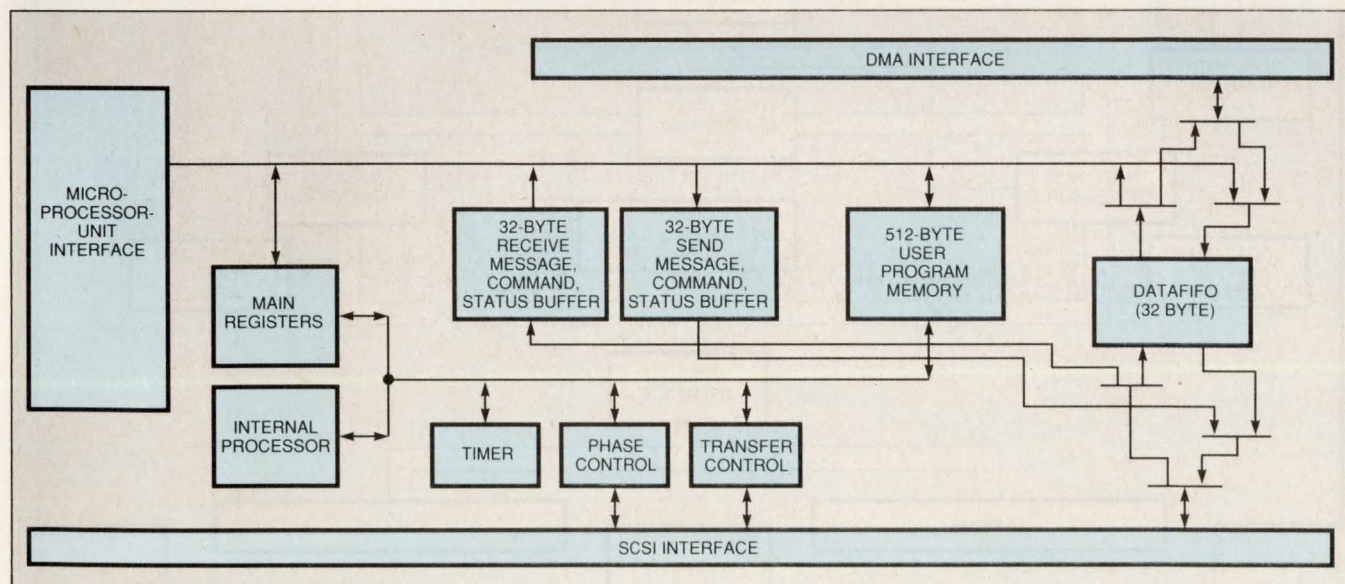 DMA INTERFACE
MICRO-
PROCESSOR-
UNIT
INTERFACE
MAIN
REGISTERS
INTERNAL
PROCESSOR
32-BYTE
RECEIVE
MESSAGE,
COMMAND,
STATUS BUFFER
32-BYTE
SEND
MESSAGE,
COMMAND,
STATUS BUFFER
512-BYTE
USER
PROGRAM
MEMORY
DATAFIFO
(32 BYTE)
TIMER
PHASE
CONTROL
TRANSFER
CONTROL
SCSI INTERFACE